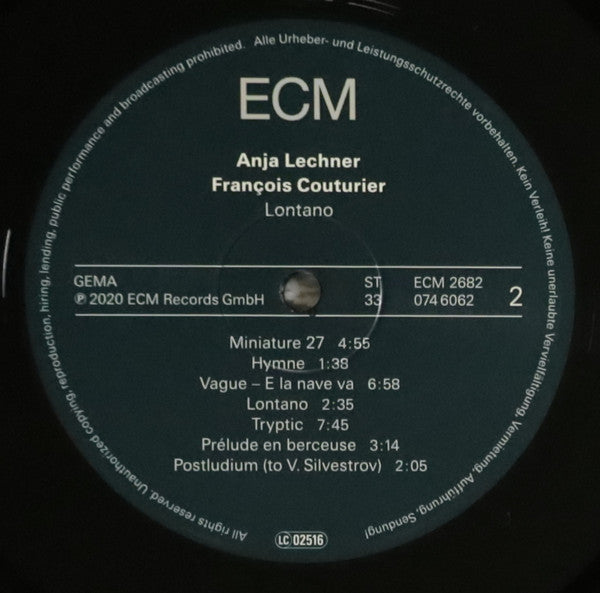 ECM
Anja Lechner
François Couturier
Lontano
GEMA ST ECM 2682
℗ 2020 ECM Records GmbH 33 074 6062 2
Miniature 27 4:55
Hymne 1:38
Vague – E la nave va 6:58
Lontano 2:35
Tryptic 7:45
Prélude en berceuse 3:14
Postludium (to V. Silvestrov) 2:05
LC 02516
All rights reserved. Unauthorized copying, reproduction, hiring, lending, public performance and broadcasting prohibited. Alle Urheber- und Leistungsschutzrechte vorbehalten. Kein Verleih! Keine unerlaubte Vervielfältigung, Vermietung, Aufführung, Sendung!